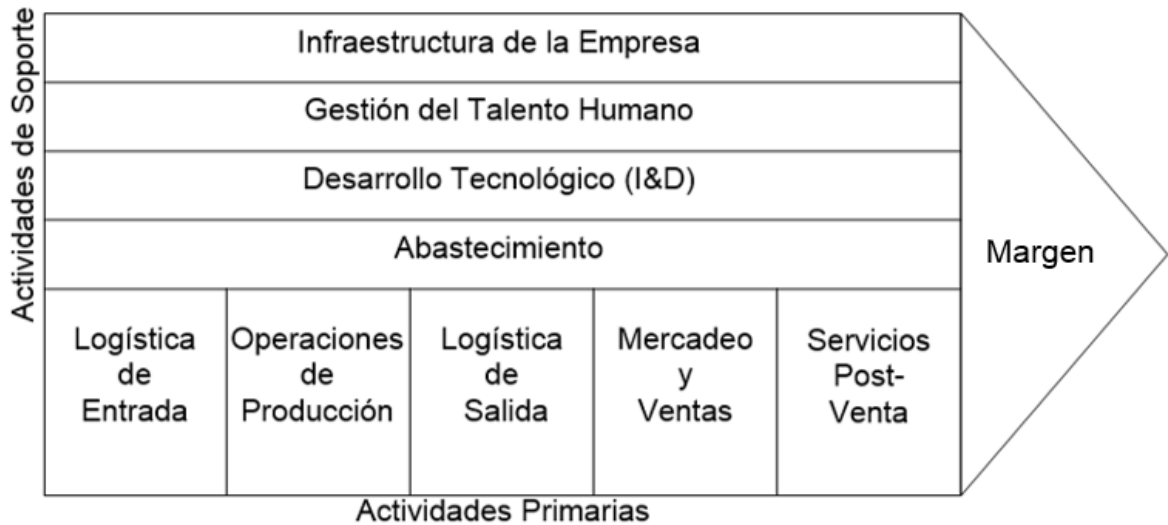 Actividades de Soporte
Infraestructura de la Empresa
Gestión del Talento Humano
Desarrollo Tecnológico (I&D)
Abastecimiento
Logística
de
Entrada
Operaciones
de
Producción
Logística
de
Salida
Mercadeo
y
Ventas
Servicios
Post-
Venta
Margen
Actividades Primarias